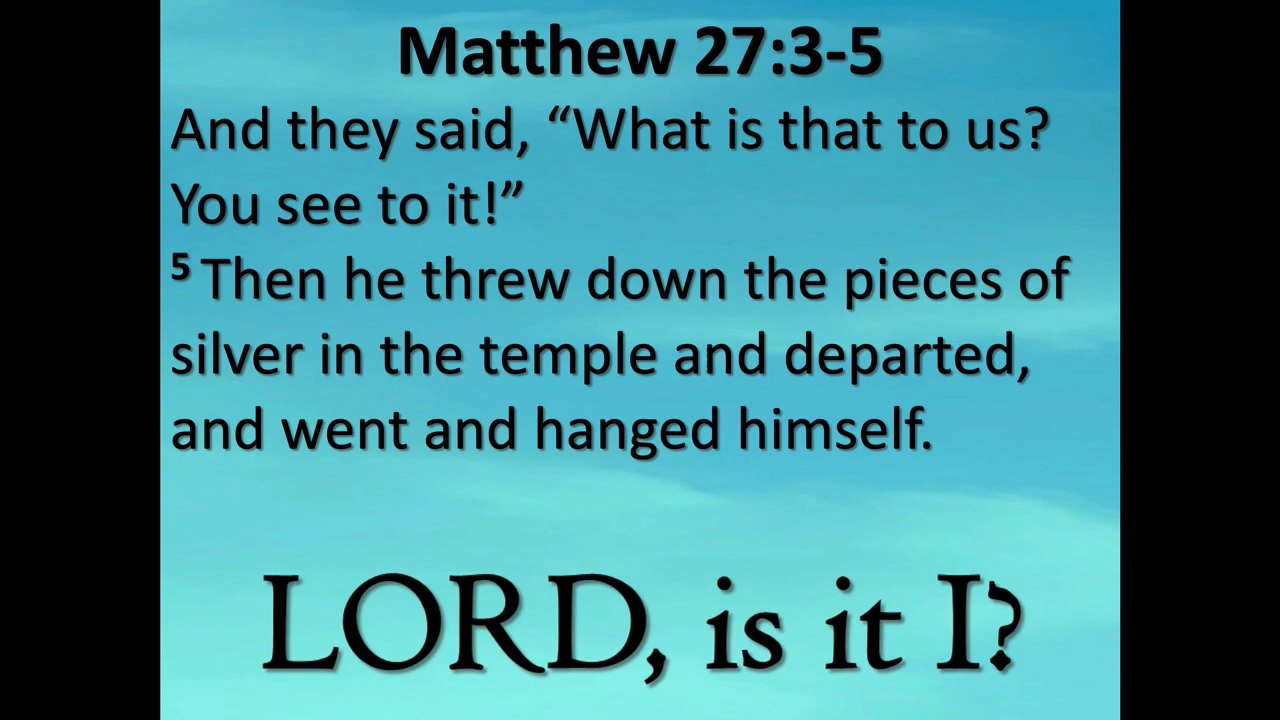 Matthew 27:3-5
And they said, “What is that to us?
You see to it!”
5 Then he threw down the pieces of
silver in the temple and departed,
and went and hanged himself.
LORD, is it I?